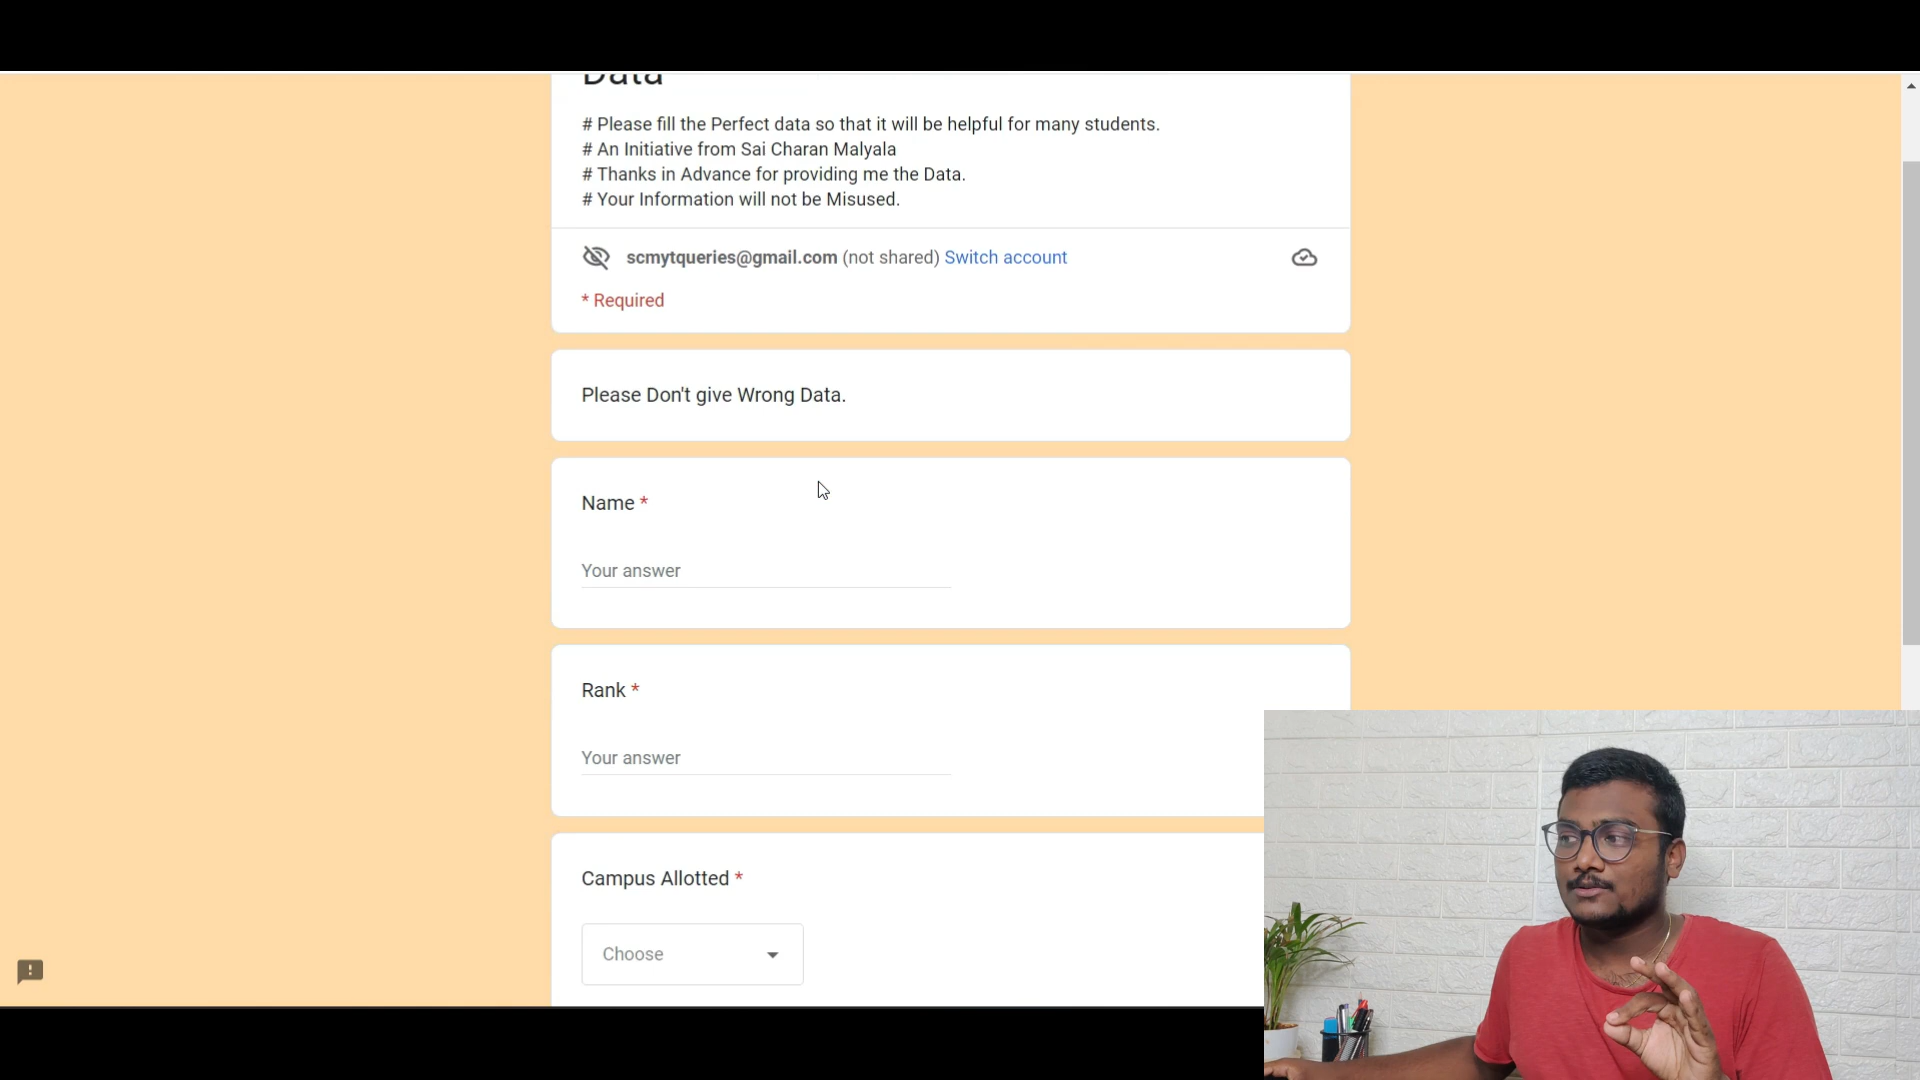 Data
# Please fill the Perfect data so that it will be helpful for many students.
# An Initiative from Sai Charan Malyala
# Thanks in Advance for providing me the Data.
# Your Information will not be Misused.
scmytqueries@gmail.com (not shared) Switch account
* Required
Please Don't give Wrong Data.
Name *
Your answer
Rank *
Your answer
Campus Allotted *
Choose